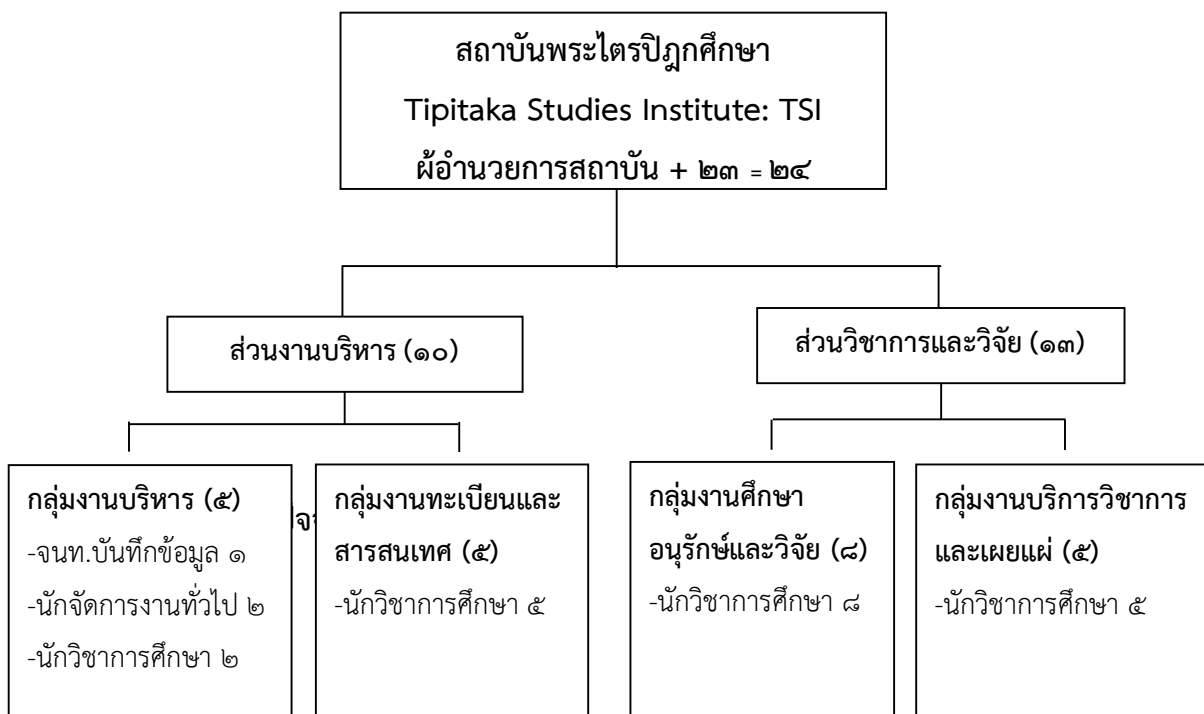 สถาบันพระไตรปิฎกศึกษา
Tipitaka Studies Institute: TSI
ผ้อำนวยการสถาบัน + ๒๓ = ๒๔
ส่วนงานบริหาร (๑๐)
ส่วนวิชาการและวิจัย (๑๓)
กลุ่มงานบริหาร (๕)
-จนท.บันทึกข้อมูล ๑
-นักจัดการงานทั่วไป ๒
-นักวิชาการศึกษา ๒
กลุ่มงานทะเบียนและ
สารสนเทศ (๕)
-นักวิชาการศึกษา ๕
กลุ่มงานศึกษา
อนุรักษ์และวิจัย (๘)
-นักวิชาการศึกษา ๘
กลุ่มงานบริการวิชาการ
และเผยแผ่ (๕)
-นักวิชาการศึกษา ๕